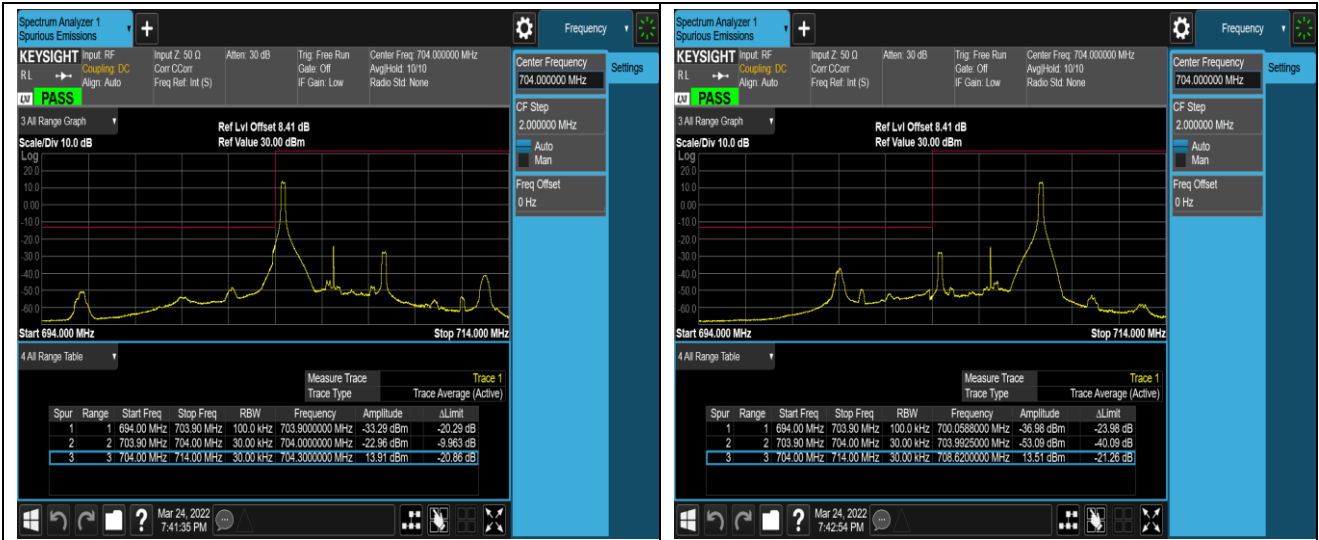 Spectrum Analyzer 1
Spurious Emissions
+
Frequency
KEYSIGHT Input: RF Input Z: 50 Ω Atten: 30 dB Trig: Free Run Center Freq: 704.000000 MHz
RL Coupling: DC Corr CCorr Gate: Off Avg|Hold: 10/10
Align: Auto Freq Ref: Int (S) IF Gain: Low Radio Std: None
LXI PASS
Center Frequency
704.000000 MHz
Settings
CF Step
2.000000 MHz
Auto
Man
Freq Offset
0 Hz
3 All Range Graph
Ref Lvl Offset 8.41 dB
Scale/Div 10.0 dB Ref Value 30.00 dBm
Log
20.0
10.0
0.00
-10.0
-20.0
-30.0
-40.0
-50.0
-60.0
Start 694.000 MHz Stop 714.000 MHz
4 All Range Table
Measure Trace Trace 1
Trace Type Trace Average (Active)
Spur Range Start Freq Stop Freq RBW Frequency Amplitude ΔLimit
1 1 694.00 MHz 703.90 MHz 100.0 kHz 703.9000000 MHz -33.29 dBm -20.29 dB
2 2 703.90 MHz 704.00 MHz 30.00 kHz 704.0000000 MHz -22.96 dBm -9.963 dB
3 3 704.00 MHz 714.00 MHz 30.00 kHz 704.3000000 MHz 13.91 dBm -20.86 dB
?
Mar 24, 2022
7:41:35 PM
Spectrum Analyzer 1
Spurious Emissions
+
Frequency
KEYSIGHT Input: RF Input Z: 50 Ω Atten: 30 dB Trig: Free Run Center Freq: 704.000000 MHz
RL Coupling: DC Corr CCorr Gate: Off Avg|Hold: 10/10
Align: Auto Freq Ref: Int (S) IF Gain: Low Radio Std: None
LXI PASS
Center Frequency
704.000000 MHz
Settings
CF Step
2.000000 MHz
Auto
Man
Freq Offset
0 Hz
3 All Range Graph
Ref Lvl Offset 8.41 dB
Scale/Div 10.0 dB Ref Value 30.00 dBm
Log
20.0
10.0
0.00
-10.0
-20.0
-30.0
-40.0
-50.0
-60.0
Start 694.000 MHz Stop 714.000 MHz
4 All Range Table
Measure Trace Trace 1
Trace Type Trace Average (Active)
Spur Range Start Freq Stop Freq RBW Frequency Amplitude ΔLimit
1 1 694.00 MHz 703.90 MHz 100.0 kHz 700.0588000 MHz -36.98 dBm -23.98 dB
2 2 703.90 MHz 704.00 MHz 30.00 kHz 703.9925000 MHz -53.09 dBm -40.09 dB
3 3 704.00 MHz 714.00 MHz 30.00 kHz 708.6200000 MHz 13.51 dBm -21.26 dB
?
Mar 24, 2022
7:42:54 PM